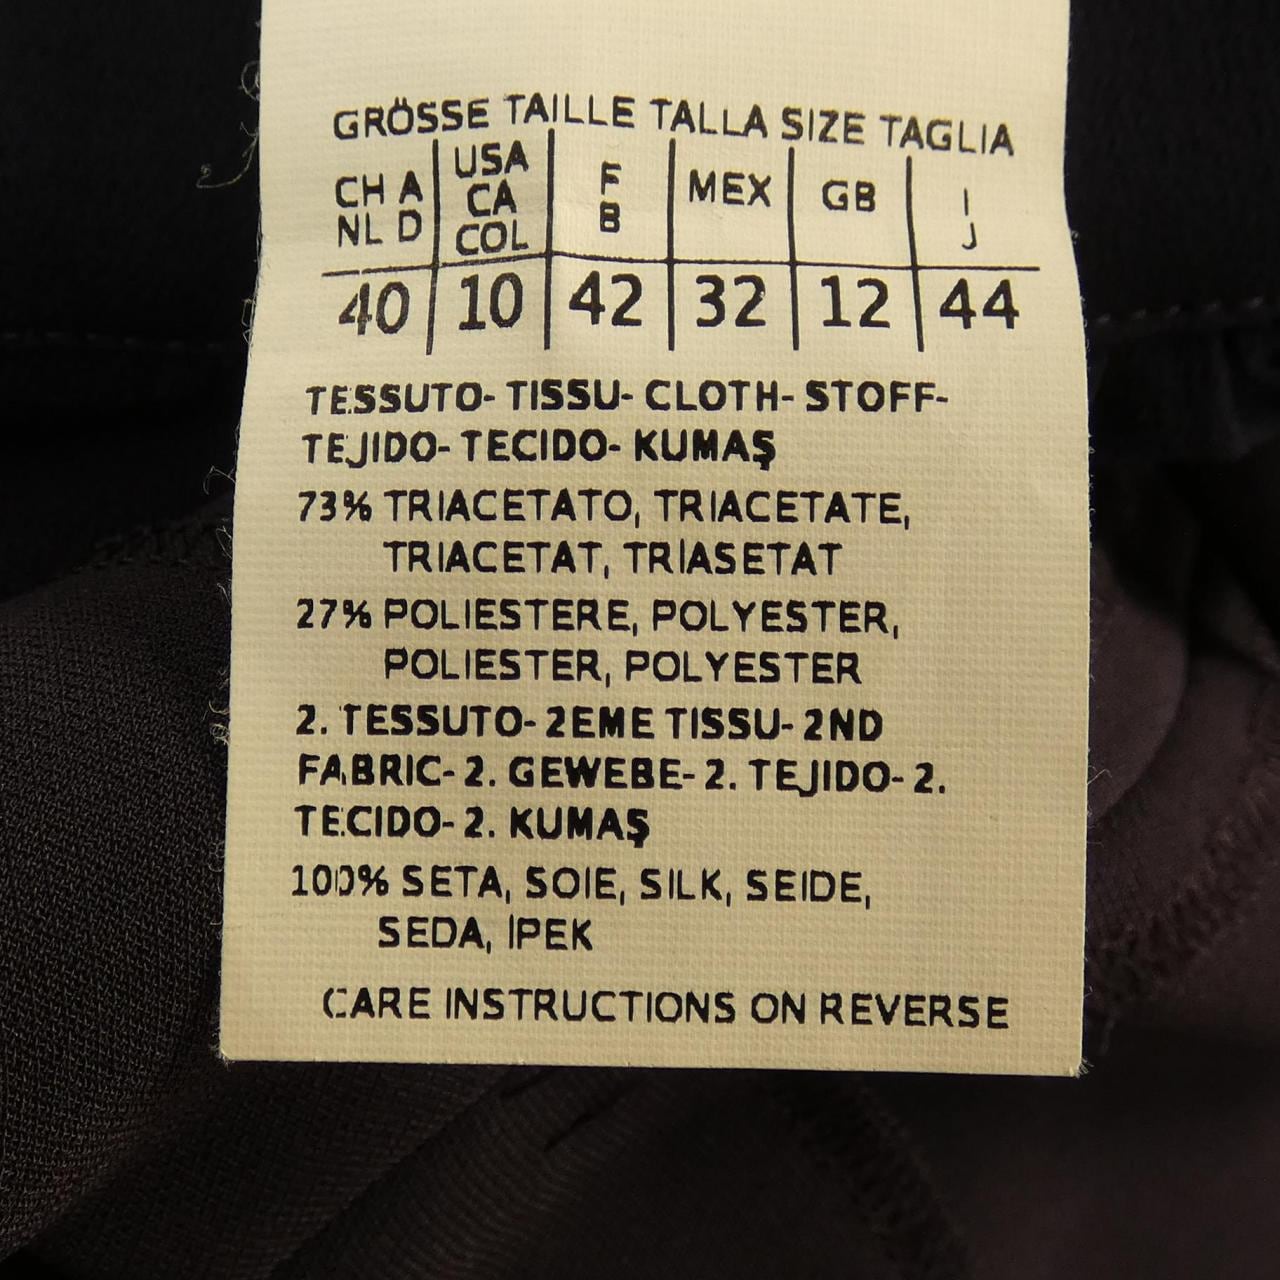 GRÖSSE TAILLE TALLA SIZE TAGLIA
CH A NL D USA CA COL F B MEX GB I J
40 10 42 32 12 44
TESSUTO- TISSU- CLOTH- STOFF-
TEJIDO- TECIDO- KUMAŞ
73% TRIACETATO, TRIACETATE,
TRIACETAT, TRİASETAT
27% POLIESTERE, POLYESTER,
POLIESTER, POLYESTER
2. TESSUTO- 2EME TISSU- 2ND
FABRIC- 2. GEWEBE- 2. TEJIDO- 2.
TECIDO- 2. KUMAŞ
100% SETA, SOIE, SILK, SEIDE,
SEDA, İPEK
CARE INSTRUCTIONS ON REVERSE